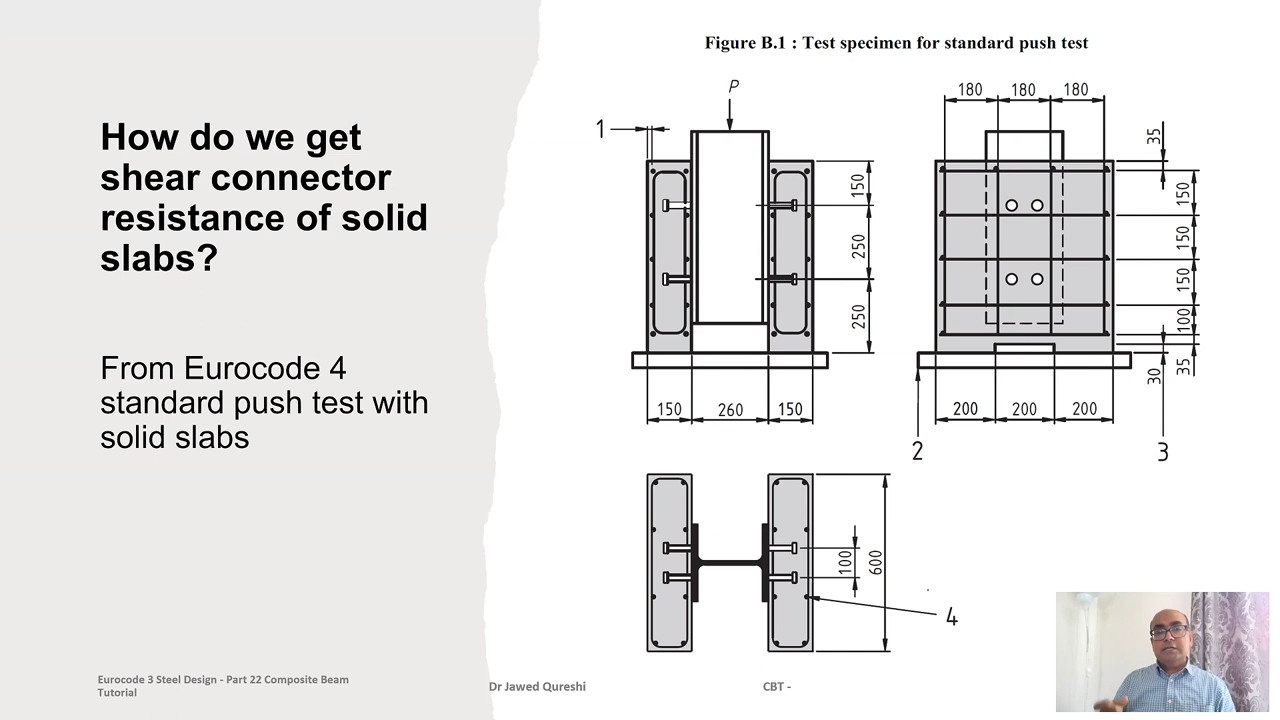 Figure B.1 : Test specimen for standard push test
How do we get
shear connector
resistance of solid
slabs?
From Eurocode 4
standard push test with
solid slabs
P
1
150
250
250
150
260
150
180
180
180
35
150
150
150
100
35
30
200
200
200
2
3
100
600
4
Eurocode 3 Steel Design - Part 22 Composite Beam
Tutorial
Dr Jawed Qureshi
CBT -